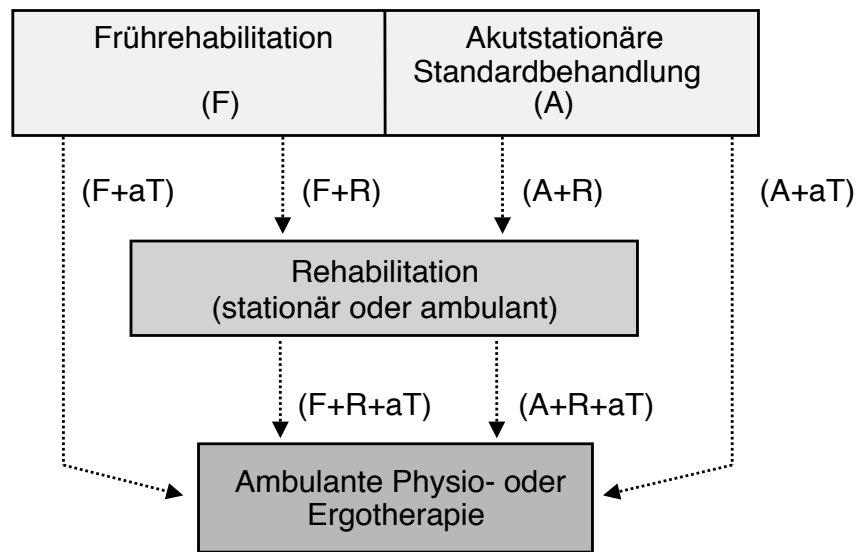 Frührehabilitation
(F)
Akutstationäre
Standardbehandlung
(A)
(F+aT)
(F+R)
(A+R)
(A+aT)
Rehabilitation
(stationär oder ambulant)
(F+R+aT)
(A+R+aT)
Ambulante Physio- oder
Ergotherapie